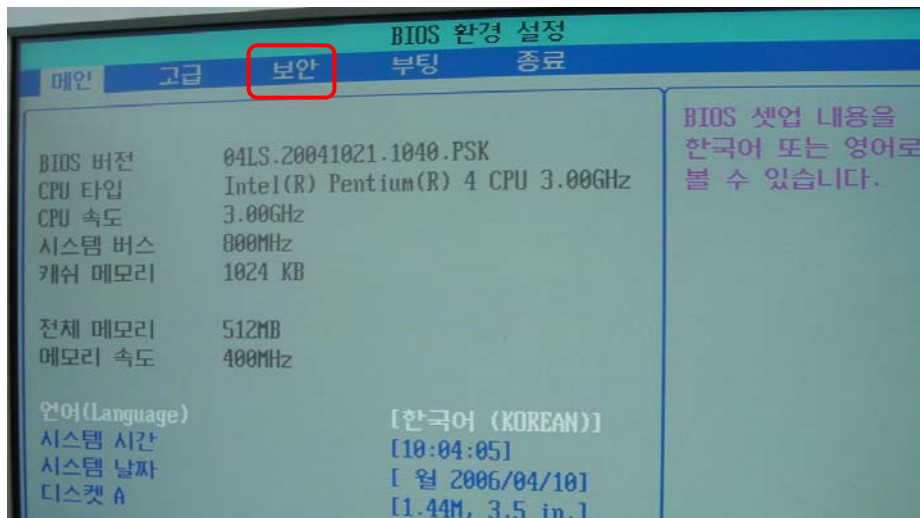 BIOS 환경 설정
메인 고급 보안 부팅 종료
BIOS 버전 04LS.20041021.1040.PSK
CPU 타입 Intel(R) Pentium(R) 4 CPU 3.00GHz
CPU 속도 3.00GHz
시스템 버스 800MHz
캐쉬 메모리 1024 KB
전체 메모리 512MB
메모리 속도 400MHz
언어(Language) [한국어 (KOREAN)]
시스템 시간 [10:04:05]
시스템 날짜 [ 월 2006/04/10]
디스켓 A [1.44M, 3.5 in.]
BIOS 셋업 내용을
한국어 또는 영어로
볼 수 있습니다.